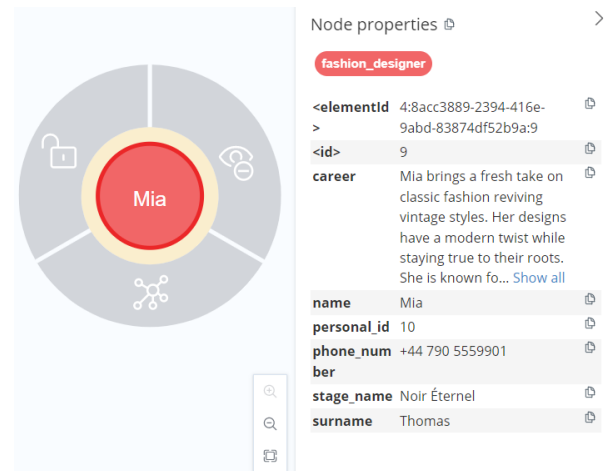 Mia
Node properties
fashion_designer
<elementId
>
4:8acc3889-2394-416e-
9abd-83874df52b9a:9
<id>
9
career
Mia brings a fresh take on
classic fashion reviving
vintage styles. Her designs
have a modern twist while
staying true to their roots.
She is known fo... Show all
name
Mia
personal_id
10
phone_num
ber
+44 790 5559901
stage_name
Noir Éternel
surname
Thomas